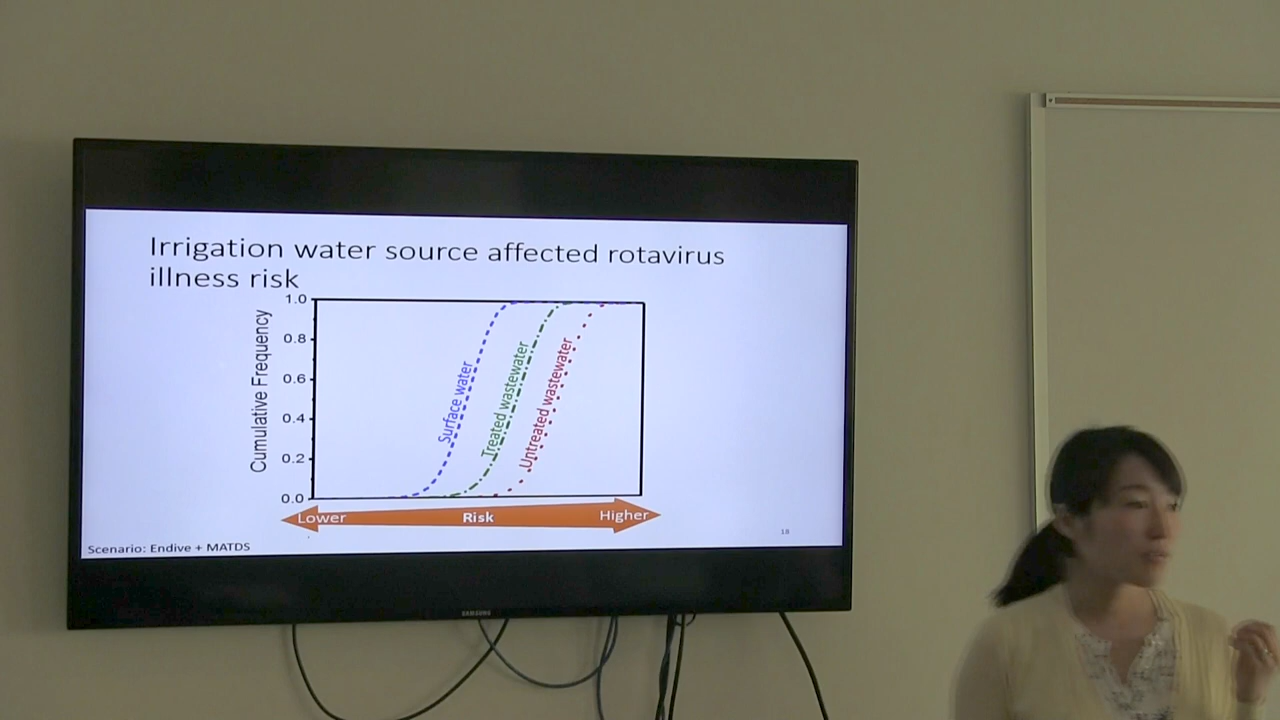 Irrigation water source affected rotavirus
illness risk
Cumulative Frequency
1.0
0.8
0.6
0.4
0.2
0.0
Surface water
Treated wastewater
Untreated wastewater
Lower Risk Higher
18
Scenario: Endive + MATDS
SAMSUNG